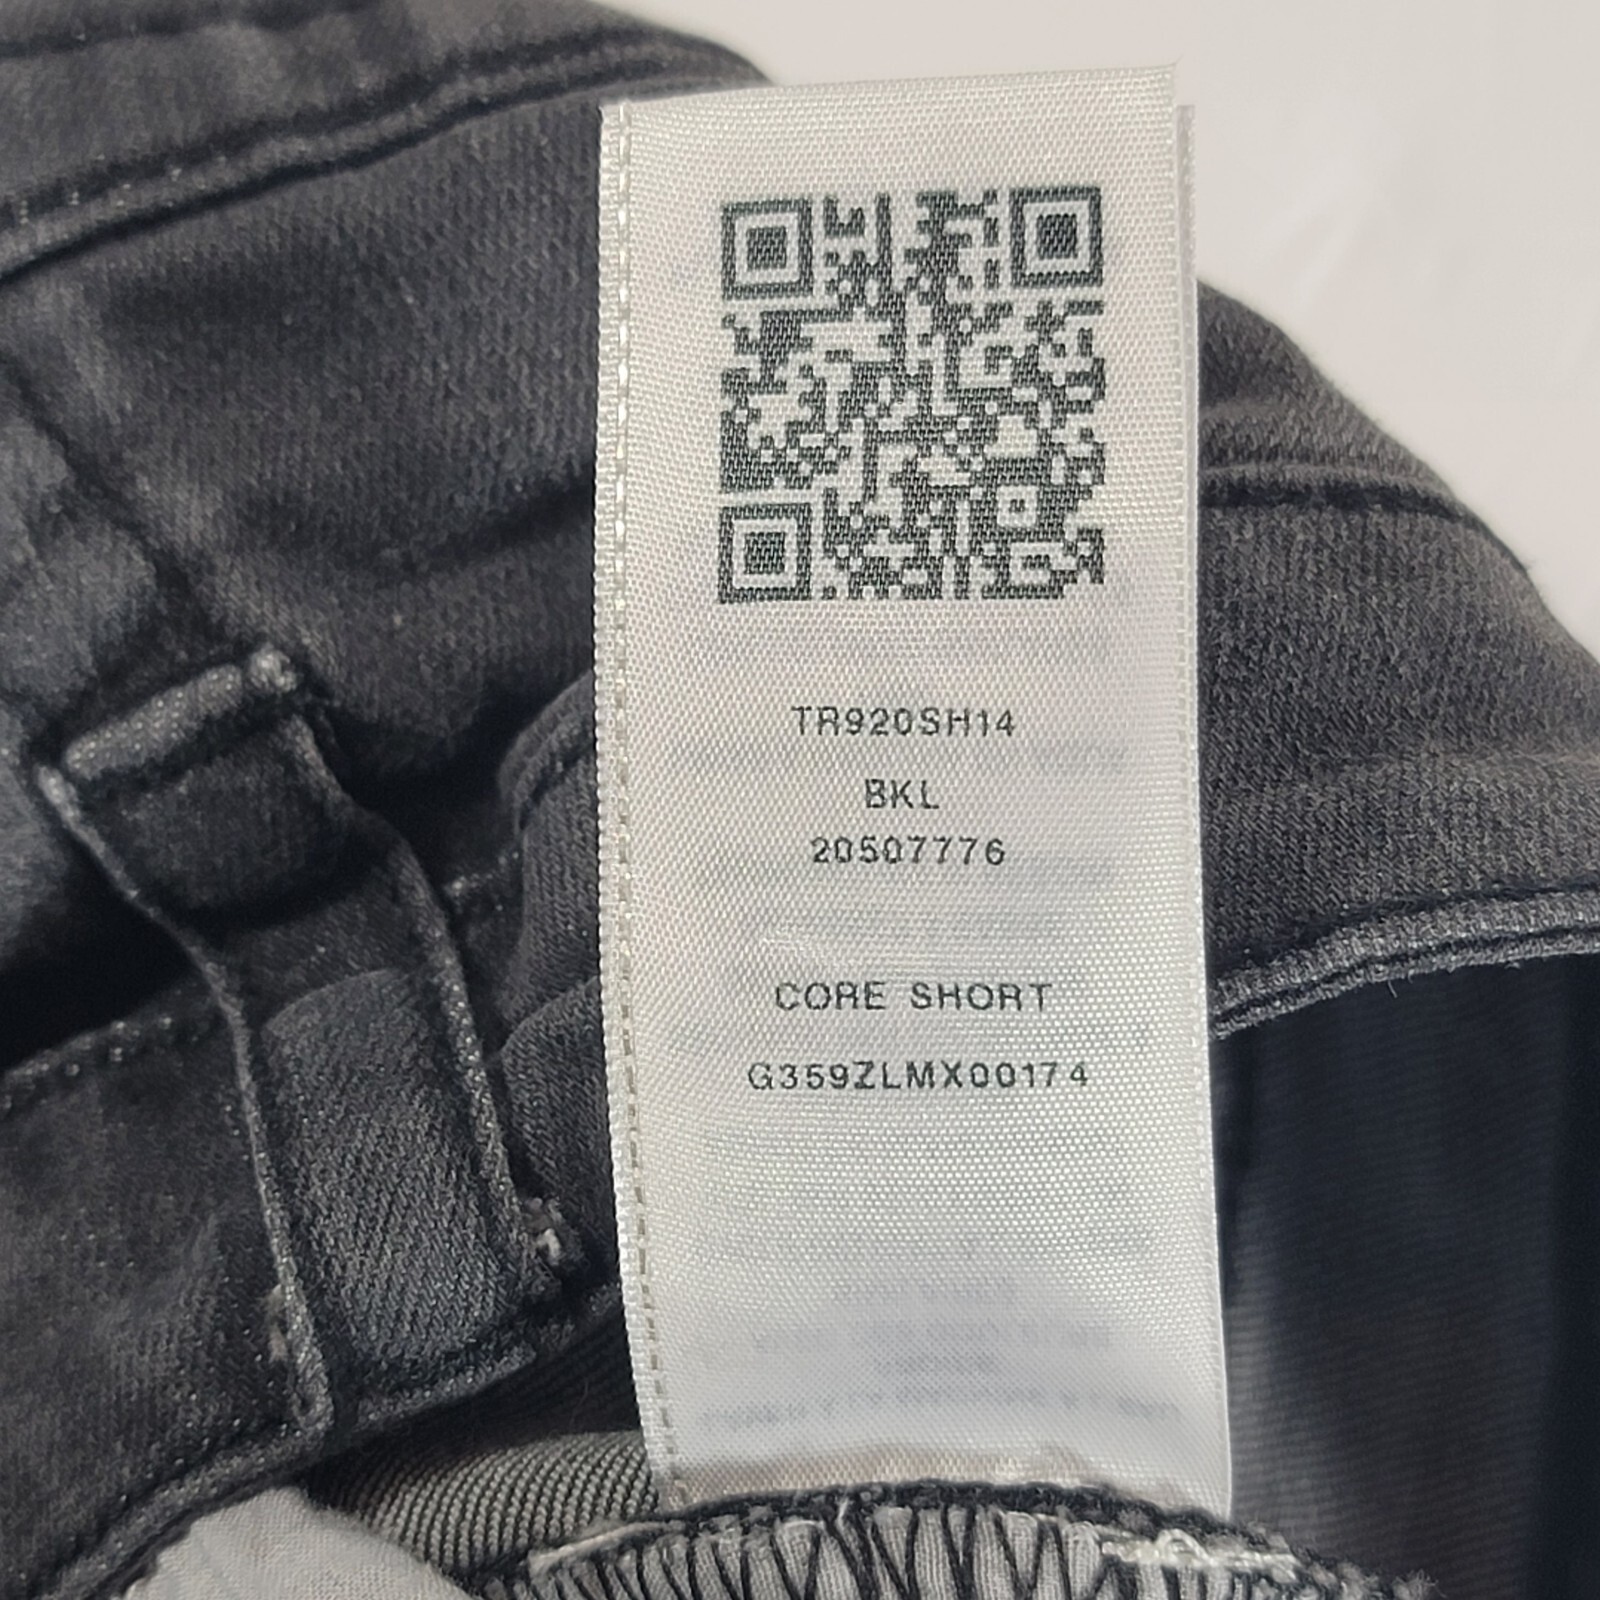 TR920SH14
BKL
20507776
CORE SHORT
G359ZLMX00174